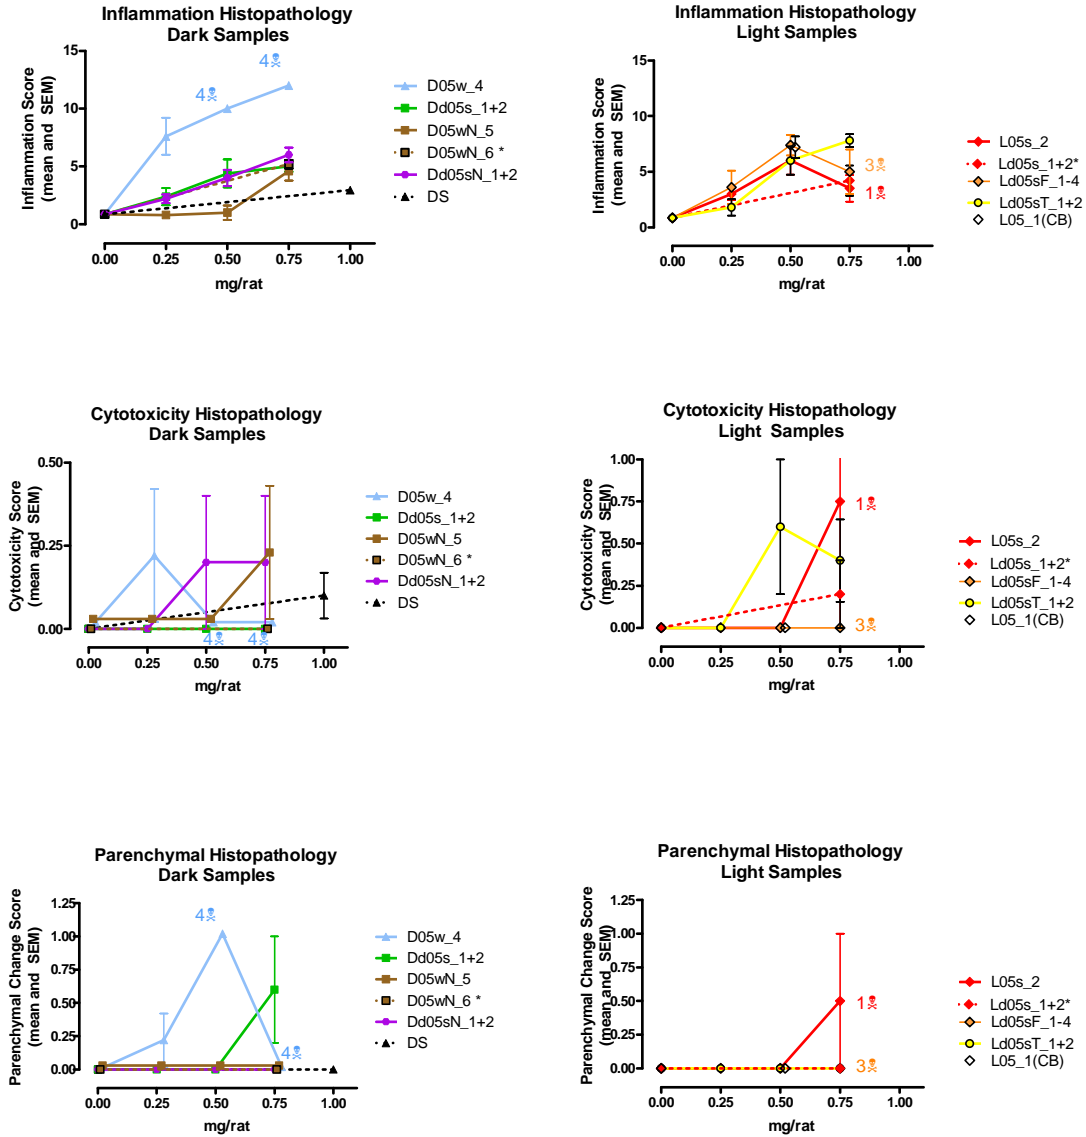 Inflammation Histopathology
Dark Samples
Inflammation Score
(mean and SEM)
15
10
5
0
4
4
0.00 0.25 0.50 0.75 1.00
mg/rat
D05w_4
Dd05s_1+2
D05wN_5
D05wN_6 *
Dd05sN_1+2
DS
Inflammation Histopathology
Light Samples
Inflammation Score
(mean and SEM)
15
10
5
0
3
1
0.00 0.25 0.50 0.75 1.00
mg/rat
L05s_2
Ld05s_1+2*
Ld05sF_1-4
Ld05sT_1+2
L05_1(CB)
Cytotoxicity Histopathology
Dark Samples
Cytotoxicity Score
(mean and SEM)
0.50
0.25
0.00
4 4
0.00 0.25 0.50 0.75 1.00
mg/rat
D05w_4
Dd05s_1+2
D05wN_5
D05wN_6 *
Dd05sN_1+2
DS
Cytotoxicity Histopathology
Light Samples
Cytotoxicity Score
(mean and SEM)
1.00
0.75
0.50
0.25
0.00
1
3
0.00 0.25 0.50 0.75 1.00
mg/rat
L05s_2
Ld05s_1+2*
Ld05sF_1-4
Ld05sT_1+2
L05_1(CB)
Parenchymal Histopathology
Dark Samples
Parenchymal Change Score
(mean and SEM)
1.25
1.00
0.75
0.50
0.25
0.00
4
4
0.00 0.25 0.50 0.75 1.00
mg/rat
D05w_4
Dd05s_1+2
D05wN_5
D05wN_6 *
Dd05sN_1+2
DS
Parenchymal Histopathology
Light Samples
Parenchymal Change Score
(mean and SEM)
1.25
1.00
0.75
0.50
0.25
0.00
1
3
0.00 0.25 0.50 0.75 1.00
mg/rat
L05s_2
Ld05s_1+2*
Ld05sF_1-4
Ld05sT_1+2
L05_1(CB)